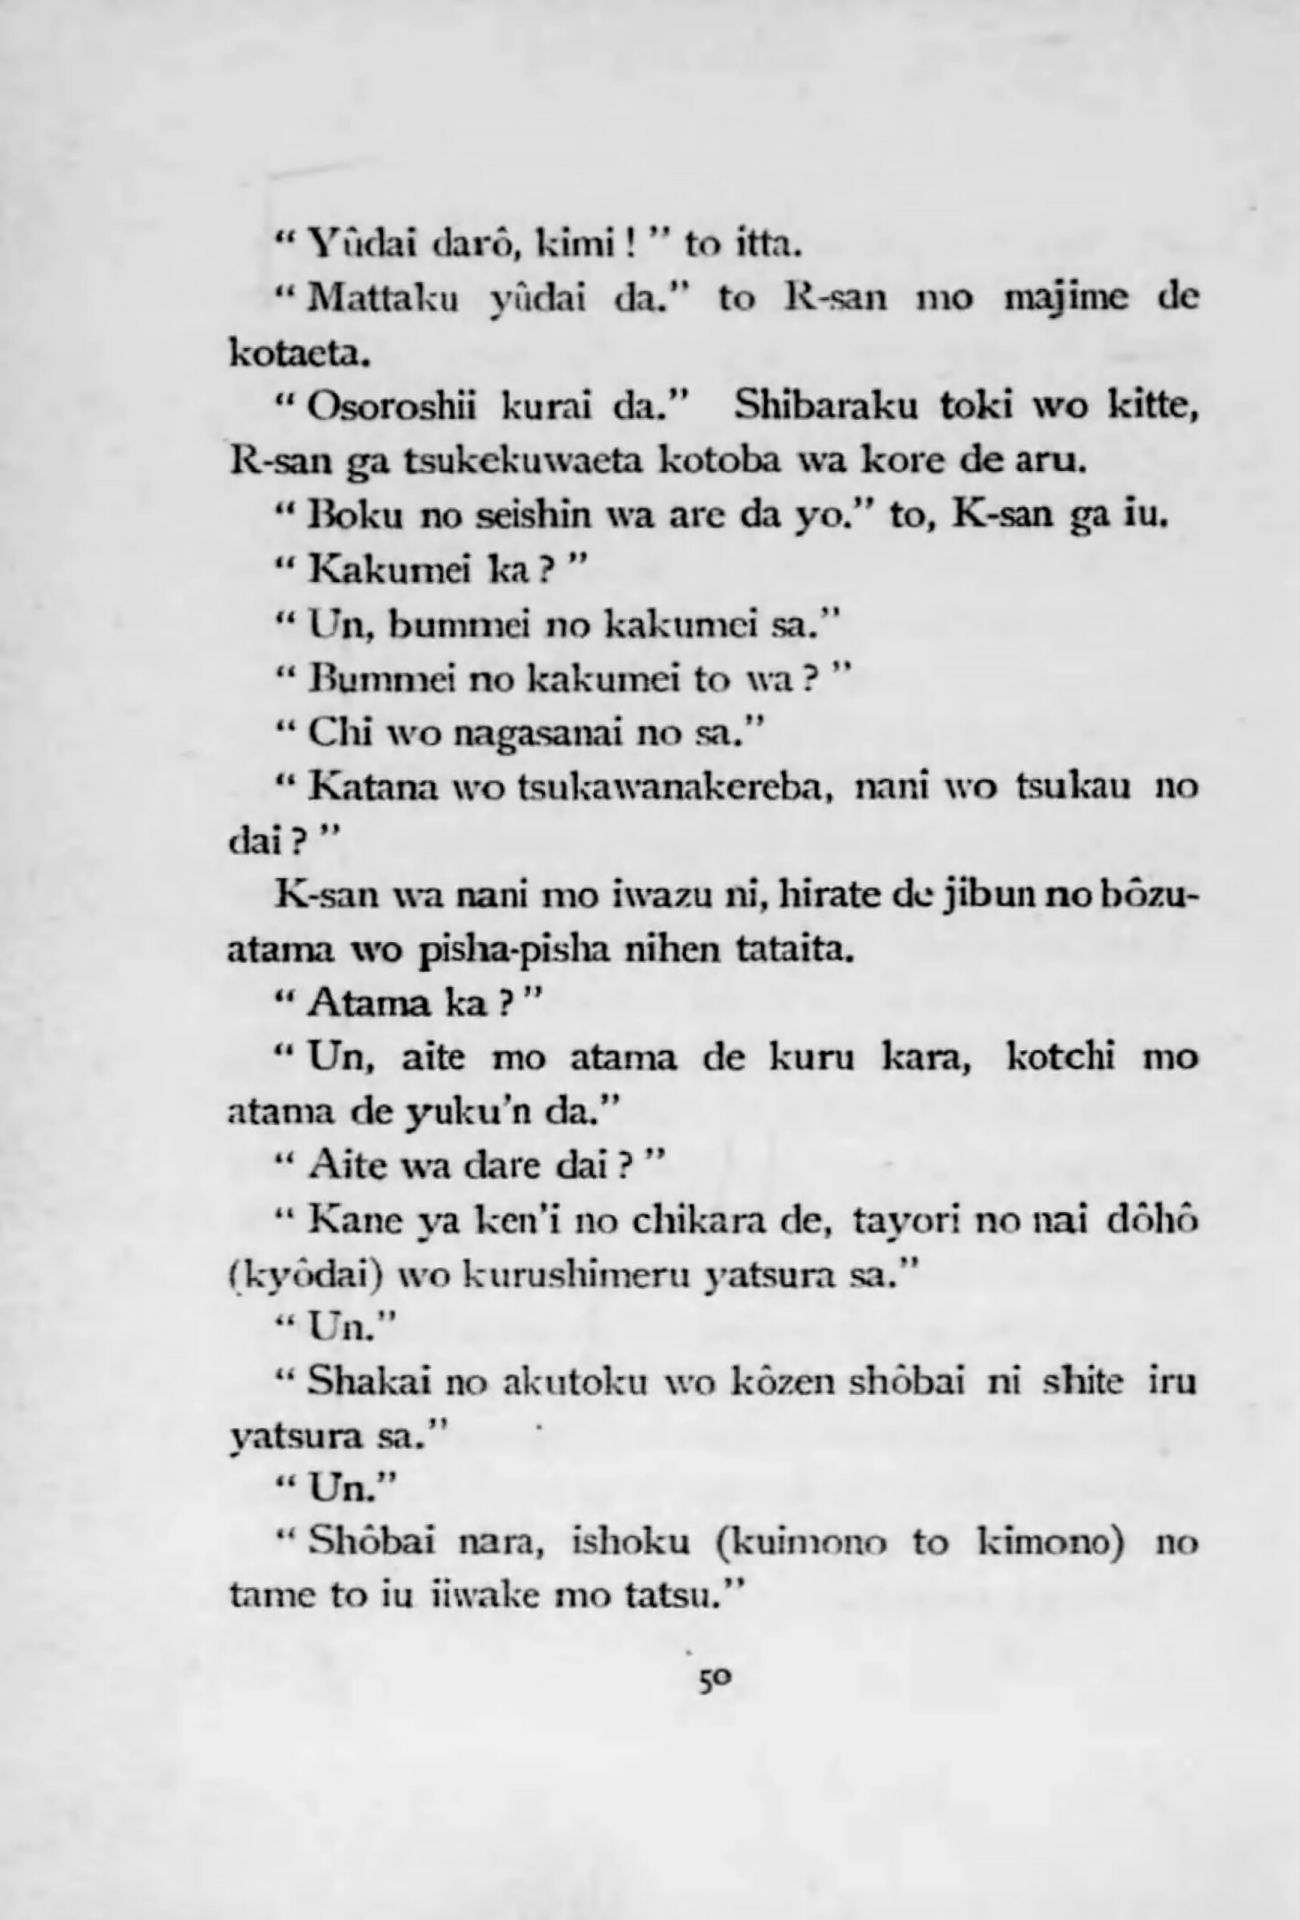 “ Yûdai darô, kimi ! ” to itta.
“ Mattaku yûdai da.” to R-san mo majime de
kotaeta.
“ Osoroshii kurai da.” Shibaraku toki wo kitte,
R-san ga tsukekuwaeta kotoba wa kore de aru.
“ Boku no seishin wa are da yo.” to, K-san ga iu.
“ Kakumei ka ? ”
“ Un, bummei no kakumei sa.”
“ Bummei no kakumei to wa ? ”
“ Chi wo nagasanai no sa.”
“ Katana wo tsukawanakereba, nani wo tsukau no
dai ? ”
K-san wa nani mo iwazu ni, hirate de jibun no bôzu-
atama wo pisha-pisha nihen tataita.
“ Atama ka ? ”
“ Un, aite mo atama de kuru kara, kotchi mo
atama de yuku’n da.”
“ Aite wa dare dai ? ”
“ Kane ya ken’i no chikara de, tayori no nai dôhô
(kyôdai) wo kurushimeru yatsura sa.”
“ Un.”
“ Shakai no akutoku wo kôzen shôbai ni shite iru
yatsura sa.”
“ Un.”
“ Shôbai nara, ishoku (kuimono to kimono) no
tame to iu iiwake mo tatsu.”
50